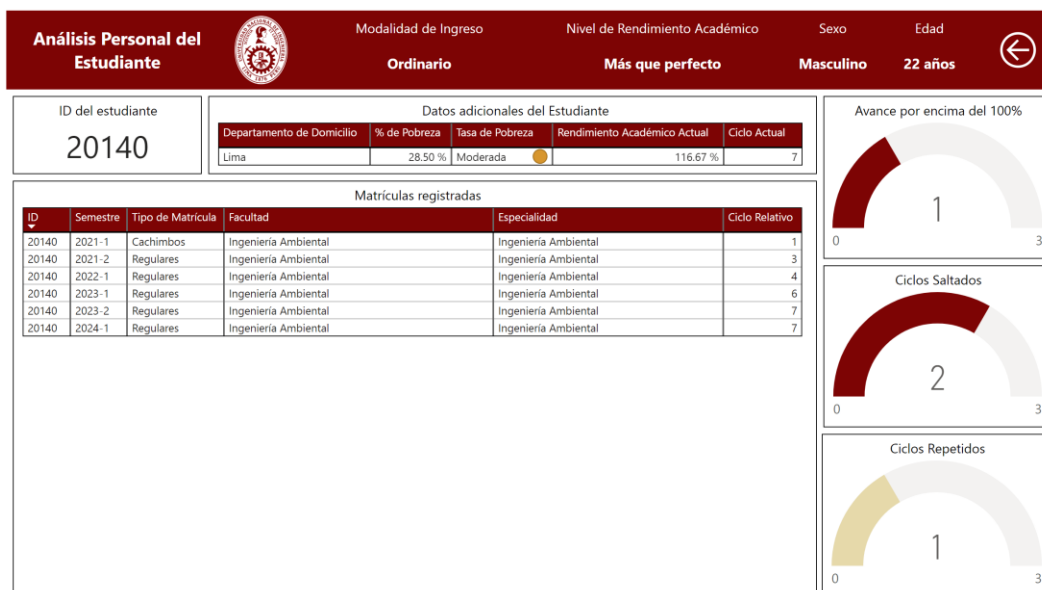 Análisis Personal del
Estudiante
Modalidad de Ingreso
Ordinario
Nivel de Rendimiento Académico
Más que perfecto
Sexo
Masculino
Edad
22 años
ID del estudiante
20140
Datos adicionales del Estudiante
Departamento de Domicilio % de Pobreza Tasa de Pobreza Rendimiento Académico Actual Ciclo Actual
Lima 28.50 % Moderada 116.67 % 7
Matrículas registradas
ID Semestre Tipo de Matrícula Facultad Especialidad Ciclo Relativo
20140 2021-1 Cachimbos Ingeniería Ambiental Ingeniería Ambiental 1
20140 2021-2 Regulares Ingeniería Ambiental Ingeniería Ambiental 3
20140 2022-1 Regulares Ingeniería Ambiental Ingeniería Ambiental 4
20140 2023-1 Regulares Ingeniería Ambiental Ingeniería Ambiental 6
20140 2023-2 Regulares Ingeniería Ambiental Ingeniería Ambiental 7
20140 2024-1 Regulares Ingeniería Ambiental Ingeniería Ambiental 7
Avance por encima del 100%
1
0 3
Ciclos Saltados
2
0 3
Ciclos Repetidos
1
0 3